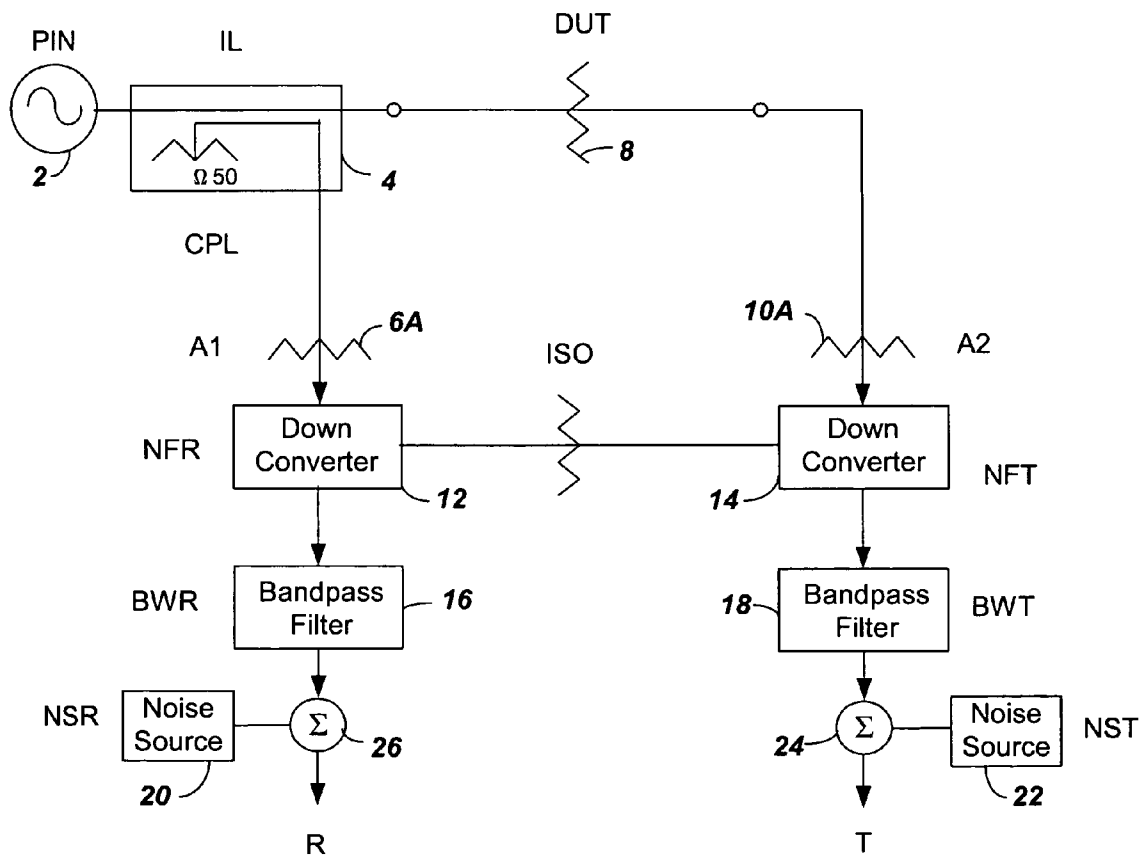 DUT
PIN
IL
Ω 50
2
4
8
CPL
6A
10A
A1
ISO
A2
NFR
Down
Converter
Down
Converter
NFT
12
14
BWR
Bandpass
Filter
16
18
Bandpass
Filter
BWT
NSR
Noise
Source
Σ
26
24
Σ
Noise
Source
NST
20
22
R
T